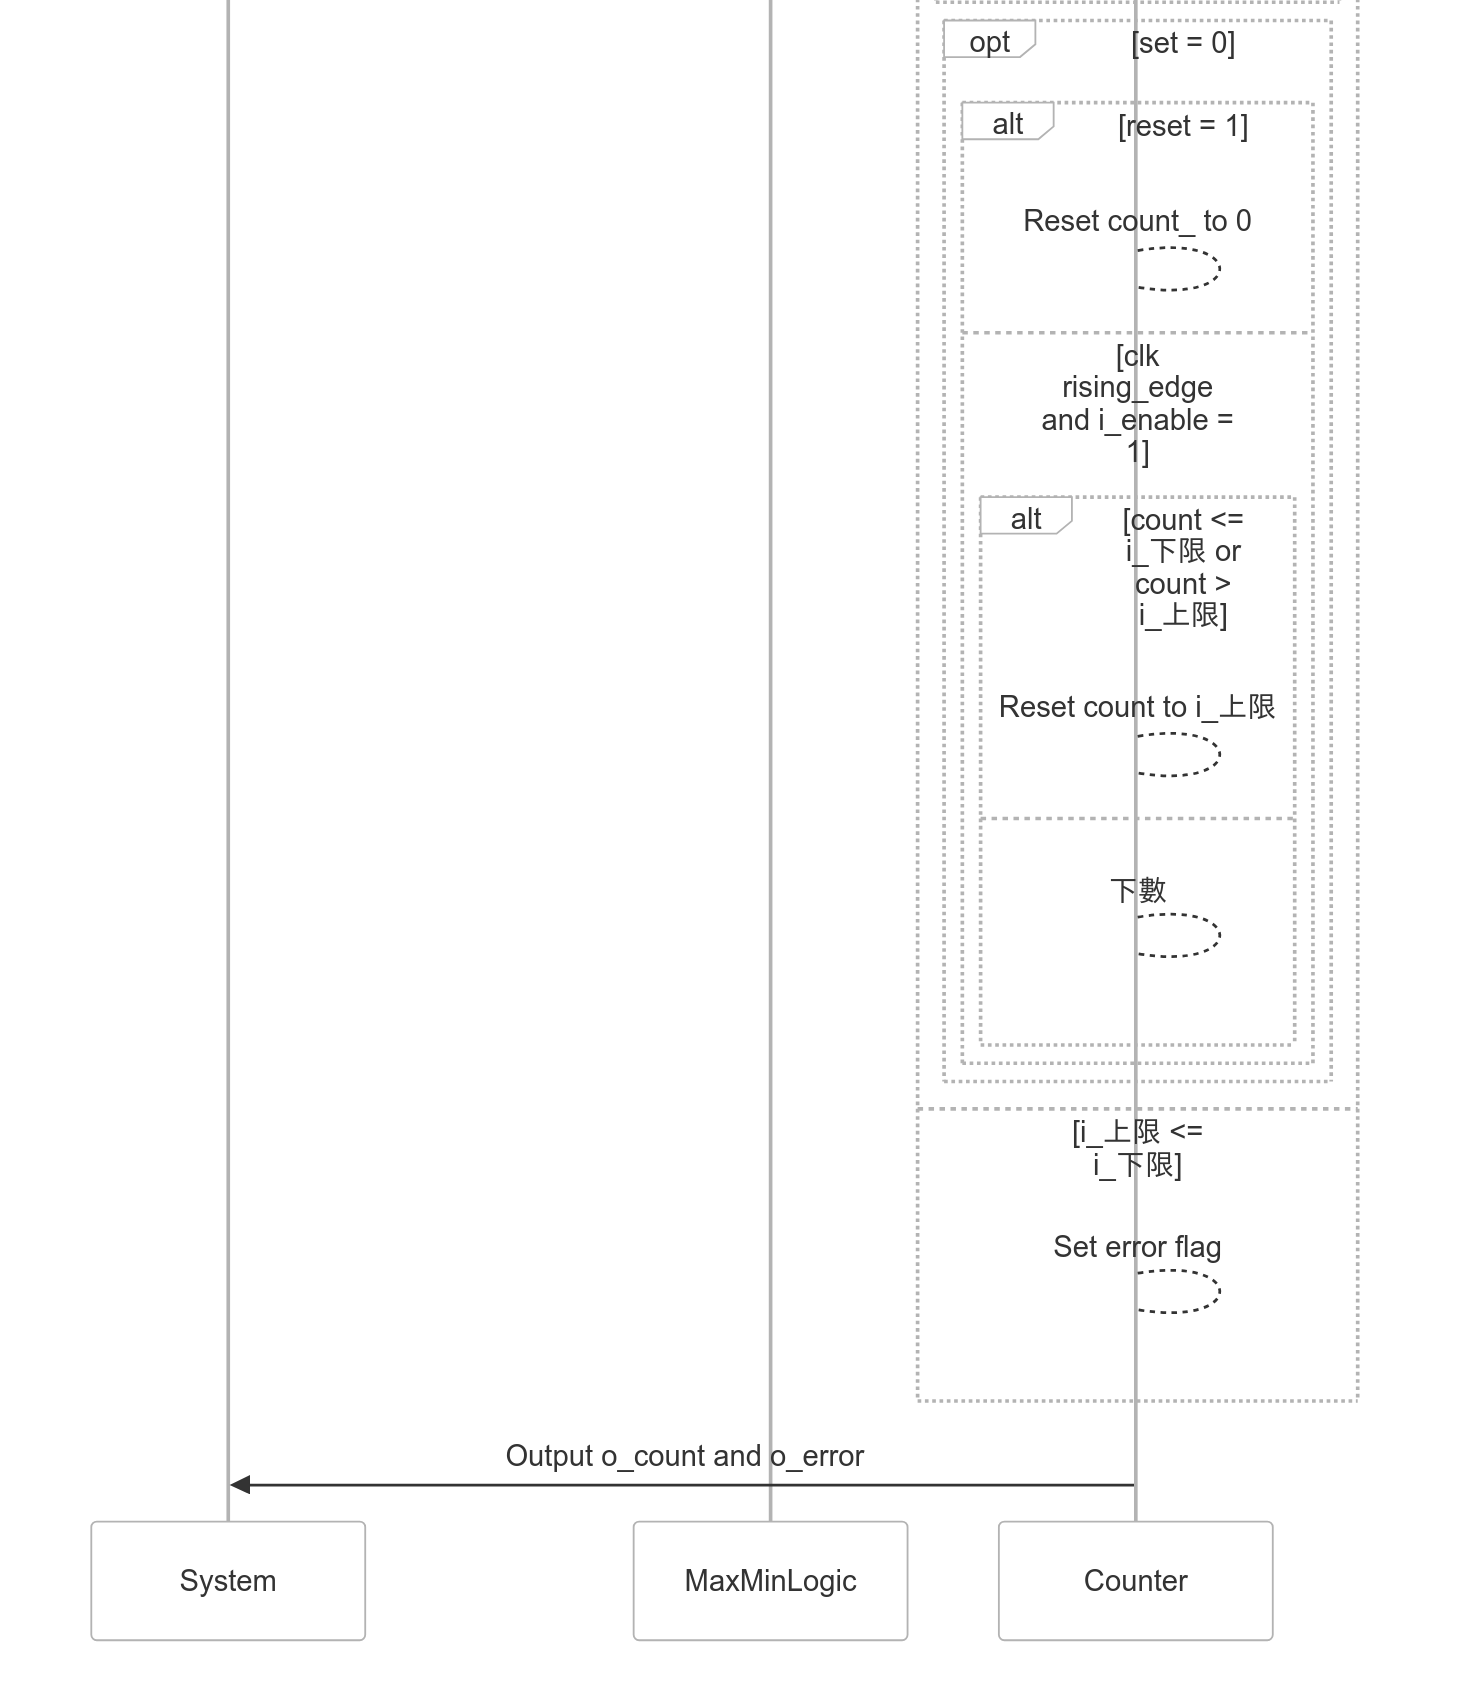 opt
[set = 0]
alt
[reset = 1]
Reset count_ to 0
[clk
rising_edge
and i_enable =
1]
alt
[count <=
i_下限 or
count >
i_上限]
Reset count to i_上限
下數
[i_上限 <=
i_下限]
Set error flag
Output o_count and o_error
System
MaxMinLogic
Counter